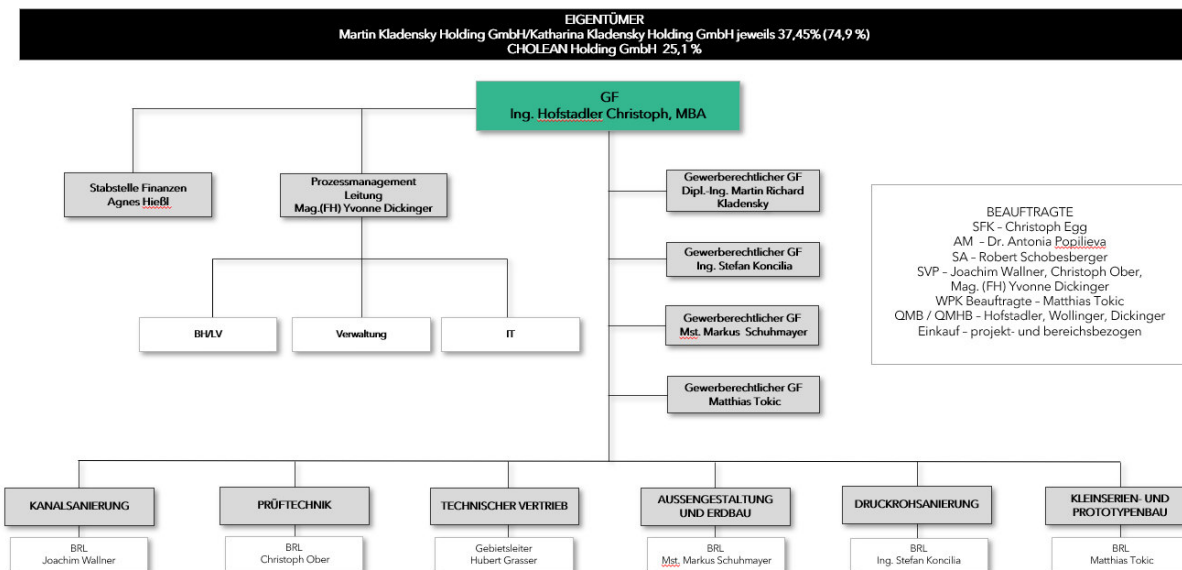 EIGENTÜMER
Martin Kladensky Holding GmbH/Katharina Kladensky Holding GmbH jeweils 37,45% (74,9 %)
CHOLEAN Holding GmbH 25,1 %
GF
Ing. Hofstadler Christoph, MBA
Stabstelle Finanzen
Agnes Hießl
Prozessmanagement
Leitung
Mag.(FH) Yvonne Dickinger
Gewerberechtlicher GF
Dipl.-Ing. Martin Richard
Kladensky
Gewerberechtlicher GF
Ing. Stefan Koncilia
Gewerberechtlicher GF
Mst. Markus Schuhmayer
Gewerberechtlicher GF
Matthias Tokic
BEAUFTRAGTE
SFK - Christoph Egg
AM - Dr. Antonia Popilieva
SA - Robert Schobesberger
SVP - Joachim Wallner, Christoph Ober,
Mag. (FH) Yvonne Dickinger
WPK Beauftragte - Matthias Tokic
QMB / QMHB - Hofstadler, Wollinger, Dickinger
Einkauf - projekt- und bereichsbezogen
BH/LV
Verwaltung
IT
KANALSANIERUNG
BRL
Joachim Wallner
PRÜFTECHNIK
BRL
Christoph Ober
TECHNISCHER VERTRIEB
Gebietsleiter
Hubert Grasser
AUSSENGESTALTUNG
UND ERDBAU
BRL
Mst. Markus Schuhmayer
DRUCKROHSANIERUNG
BRL
Ing. Stefan Koncilia
KLEINSERIEN- UND
PROTOTYPENBAU
BRL
Matthias Tokic